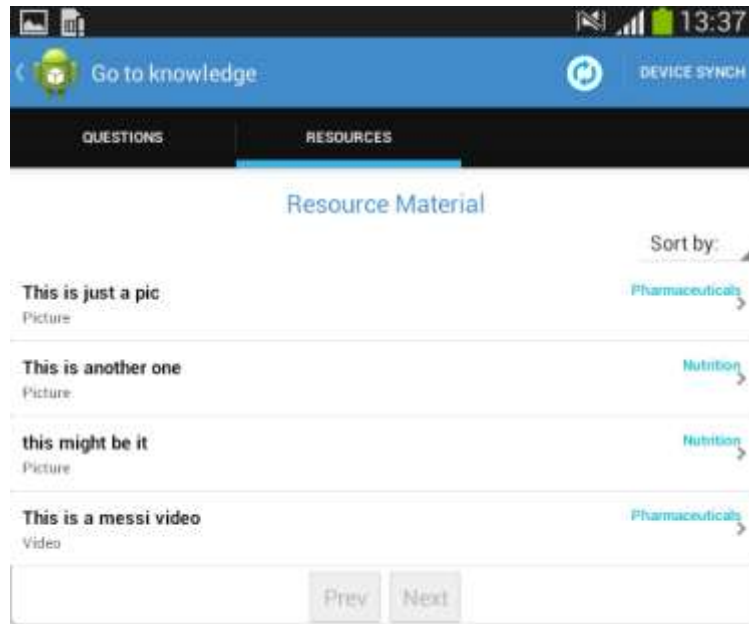 13:37
Go to knowledge DEVICE SYNCH
QUESTIONS RESOURCES
Resource Material
Sort by:
This is just a pic Pharmaceuticals
Picture
This is another one Nutrition
Picture
this might be it Nutrition
Picture
This is a messi video Pharmaceuticals
Video
Prev Next